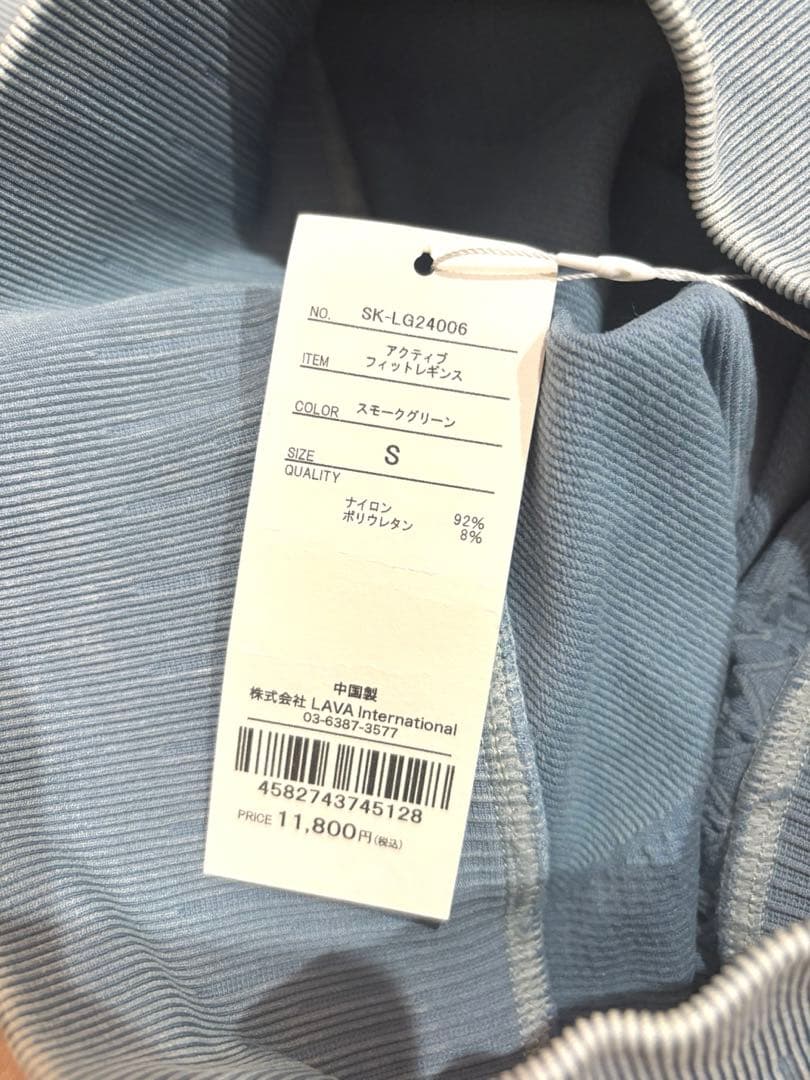 NO. SK-LG24006
ITEM アクティブ
フィットレギンス
COLOR スモークグリーン
SIZE S
QUALITY
ナイロン 92%
ポリウレタン 8%
中国製
株式会社 LAVA International
03-6387-3577
4582743745128
PRICE 11,800円(税込)